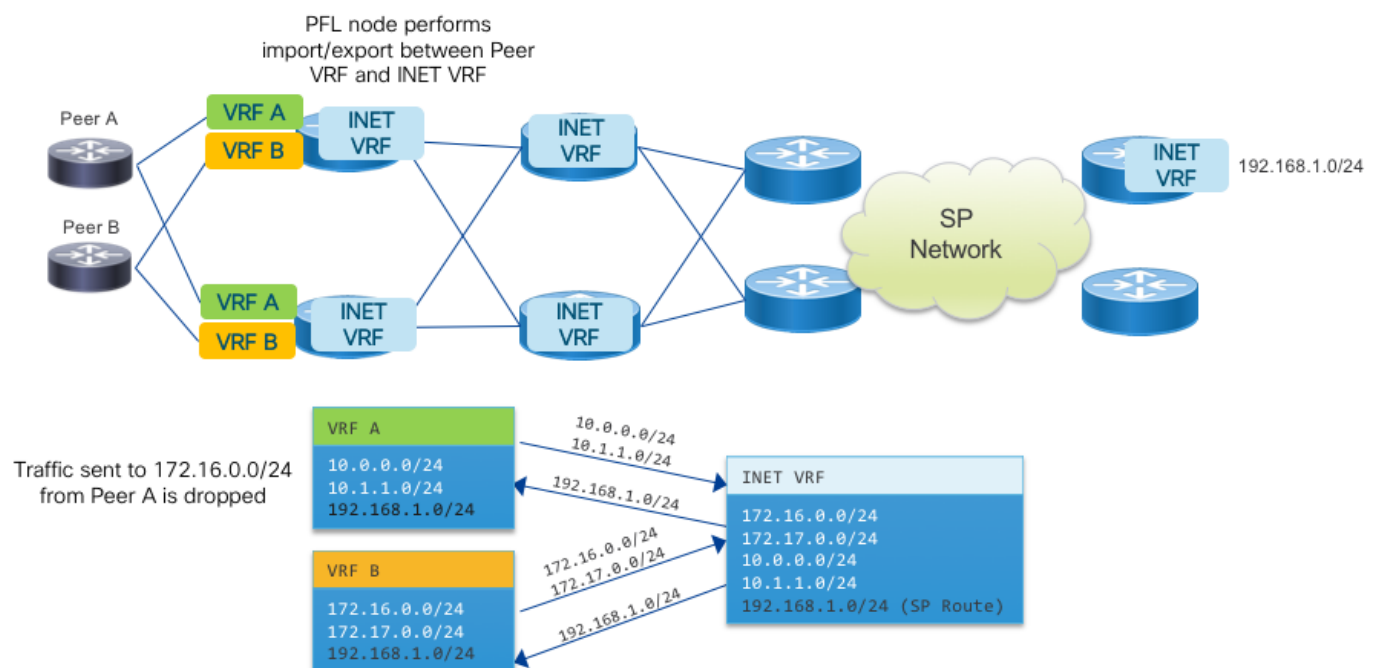 PFL node performs
import/export between Peer
VRF and INET VRF
Peer A
VRF A
VRF B
INET
VRF
INET
VRF
INET
VRF
192.168.1.0/24
Peer B
SP
Network
VRF A
VRF B
INET
VRF
INET
VRF
Traffic sent to 172.16.0.0/24
from Peer A is dropped
VRF A
10.0.0.0/24
10.1.1.0/24
192.168.1.0/24
10.0.0.0/24
10.1.1.0/24
192.168.1.0/24
VRF B
172.16.0.0/24
172.17.0.0/24
192.168.1.0/24
172.16.0.0/24
172.17.0.0/24
192.168.1.0/24
INET VRF
172.16.0.0/24
172.17.0.0/24
10.0.0.0/24
10.1.1.0/24
192.168.1.0/24 (SP Route)